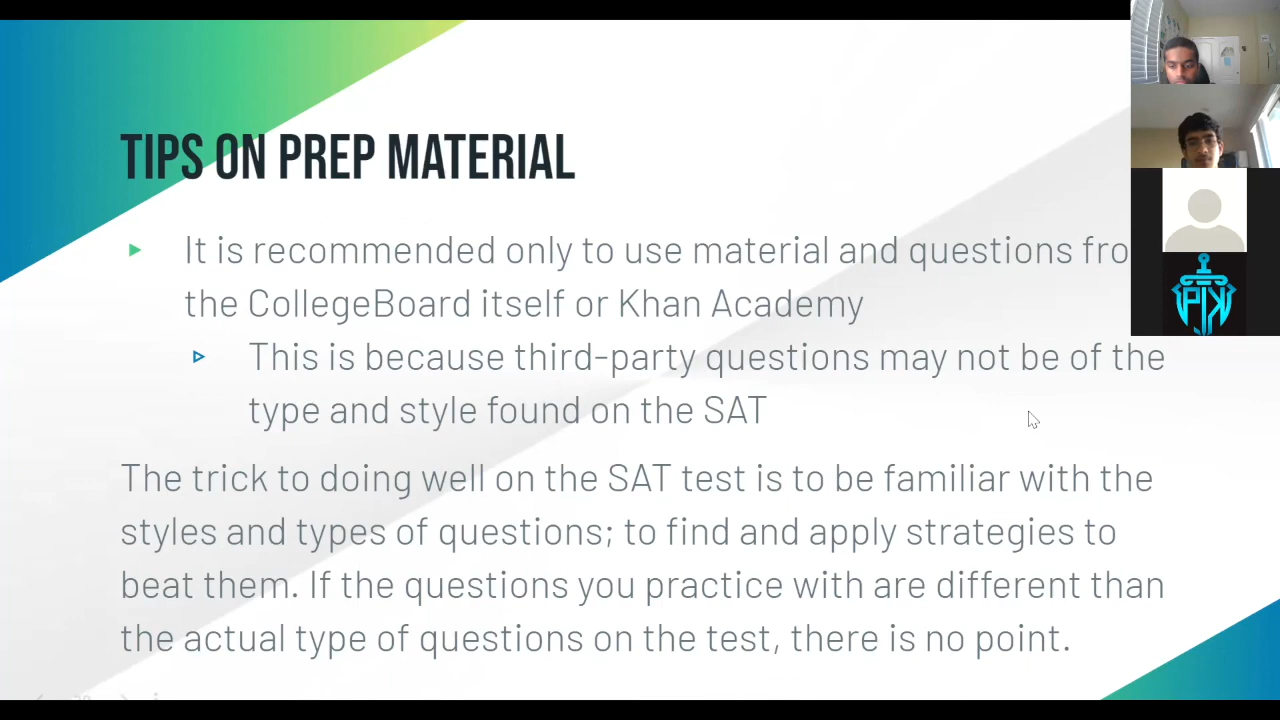 TIPS ON PREP MATERIAL
It is recommended only to use material and questions fro
the CollegeBoard itself or Khan Academy
This is because third-party questions may not be of the
type and style found on the SAT
The trick to doing well on the SAT test is to be familiar with the
styles and types of questions; to find and apply strategies to
beat them. If the questions you practice with are different than
the actual type of questions on the test, there is no point.